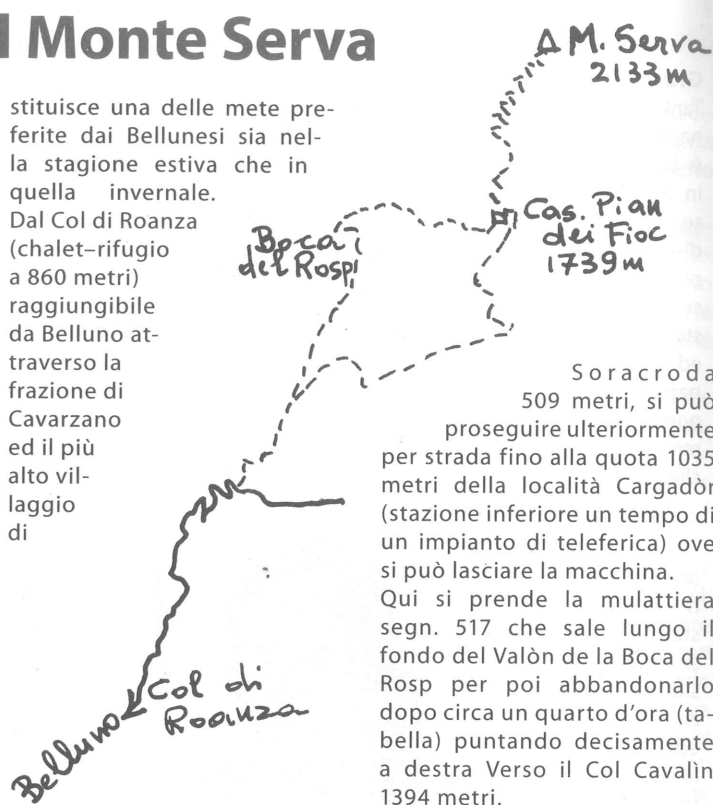 l Monte Serva
stituisce una delle mete pre-
ferite dai Bellunesi sia nel-
la stagione estiva che in
quella invernale.
Dal Col di Roanza
(chalet–rifugio
a 860 metri)
raggiungibile
da Belluno at-
traverso la
frazione di
Cavarzano
ed il più
alto vil-
laggio
di
Soracroda
509 metri, si può
proseguire ulteriormente
per strada fino alla quota 1035
metri della località Cargadòr
(stazione inferiore un tempo di
un impianto di teleferica) ove
si può lasciare la macchina.
Qui si prende la mulattiera
segn. 517 che sale lungo il
fondo del Valòn de la Boca del
Rosp per poi abbandonarlo
dopo circa un quarto d'ora (ta-
bella) puntando decisamente
a destra Verso il Col Cavalìn
1394 metri.
M. Serva
2133 m
Cas. Pian
dei Fioc
1739 m
Boca
del Rosp
Col di
Roanza
Belluno